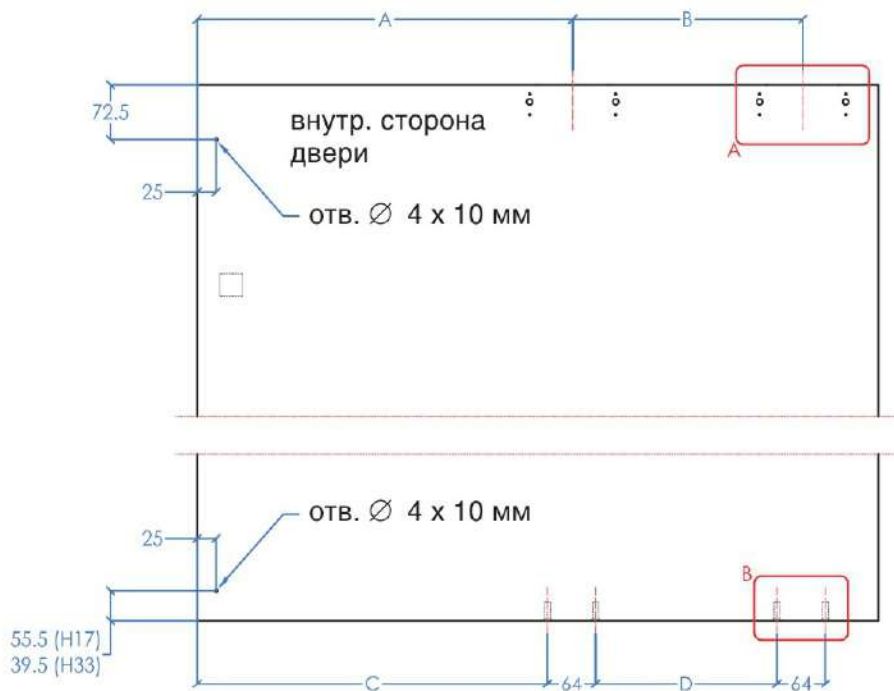 A
B
72.5
внутр. сторона
двери
A
25
отв. ∅ 4 x 10 мм
отв. ∅ 4 x 10 мм
25
B
55.5 (H17)
39.5 (H33)
C
64
D
64